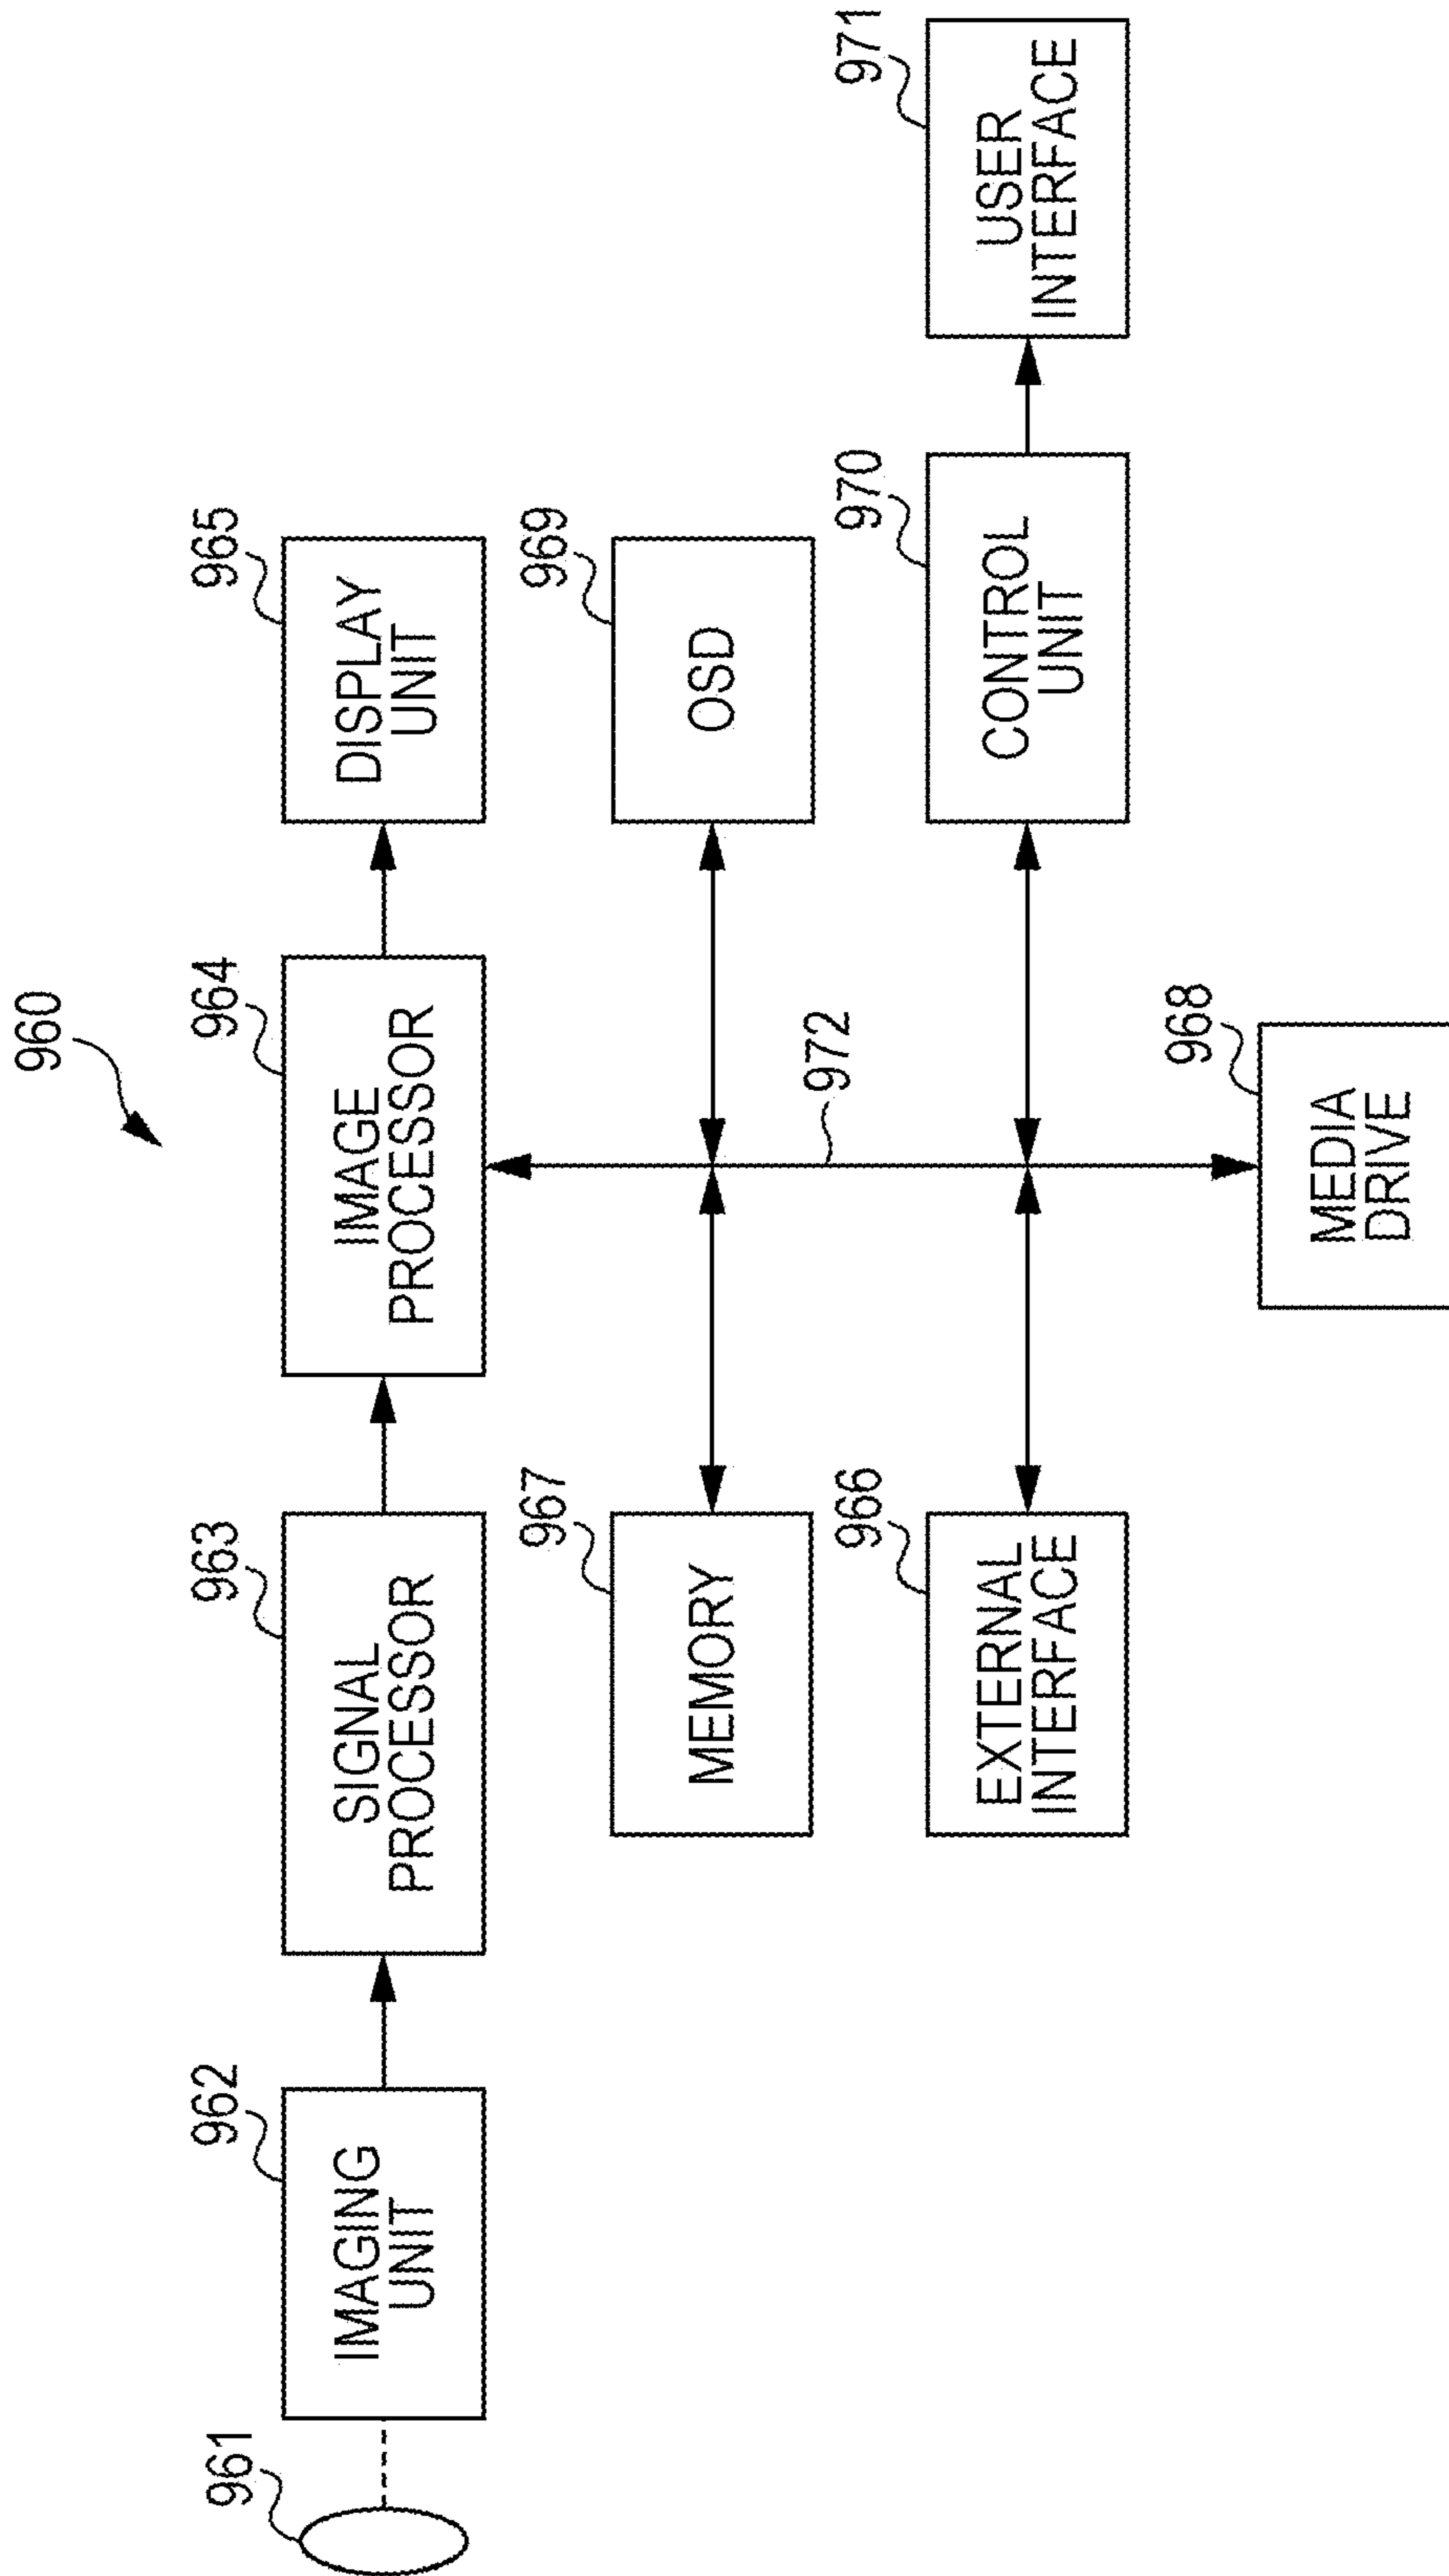 960
961
962
IMAGING
UNIT
963
SIGNAL
PROCESSOR
964
IMAGE
PROCESSOR
965
DISPLAY
UNIT
967
MEMORY
969
OSD
972
966
EXTERNAL
INTERFACE
970
CONTROL
UNIT
971
USER
INTERFACE
968
MEDIA
DRIVE